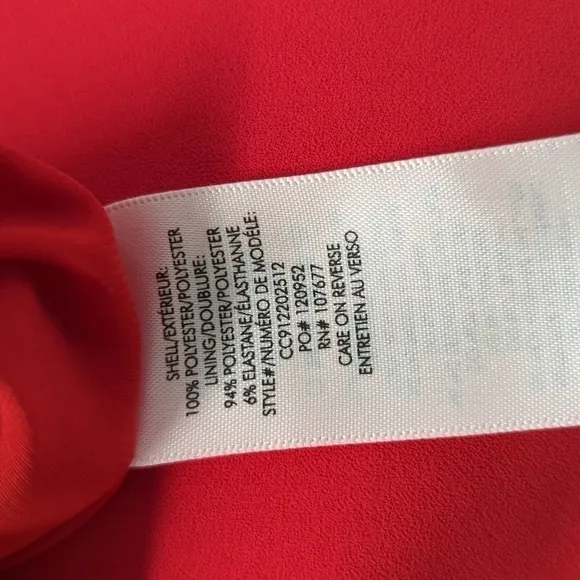 SHELL/EXTÉRIEUR:
100% POLYESTER/POLYESTER
LINING/DOUBLURE:
94% POLYESTER/POLYESTER
6% ELASTANE/ÉLASTHANNE
STYLE#/NUMÉRO DE MODÈLE:
CC912202512
PO# 120952
RN# 107677
CARE ON REVERSE
ENTRETIEN AU VERSO